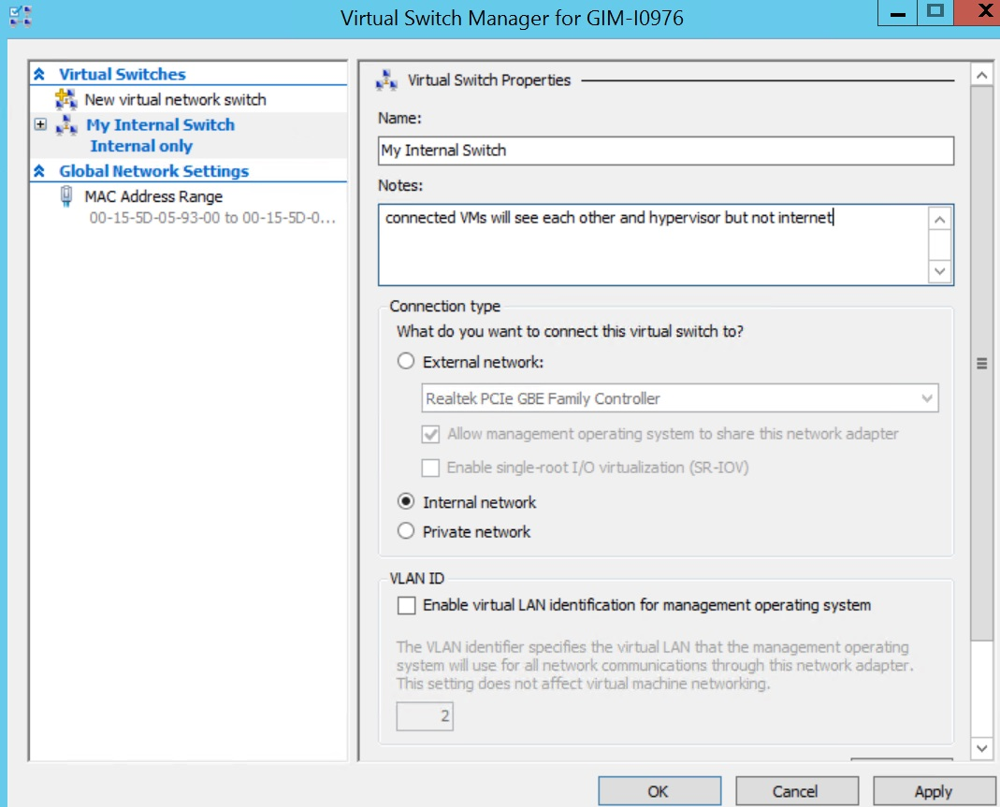 Virtual Switch Manager for GIM-I0976
Virtual Switches
New virtual network switch
My Internal Switch
Internal only
Global Network Settings
MAC Address Range
00-15-5D-05-93-00 to 00-15-5D-0...
Virtual Switch Properties
Name:
My Internal Switch
Notes:
connected VMs will see each other and hypervisor but not internet
Connection type
What do you want to connect this virtual switch to?
External network:
Realtek PCIe GBE Family Controller
Allow management operating system to share this network adapter
Enable single-root I/O virtualization (SR-IOV)
Internal network
Private network
VLAN ID
Enable virtual LAN identification for management operating system
The VLAN identifier specifies the virtual LAN that the management operating
system will use for all network communications through this network adapter.
This setting does not affect virtual machine networking.
2
OK
Cancel
Apply